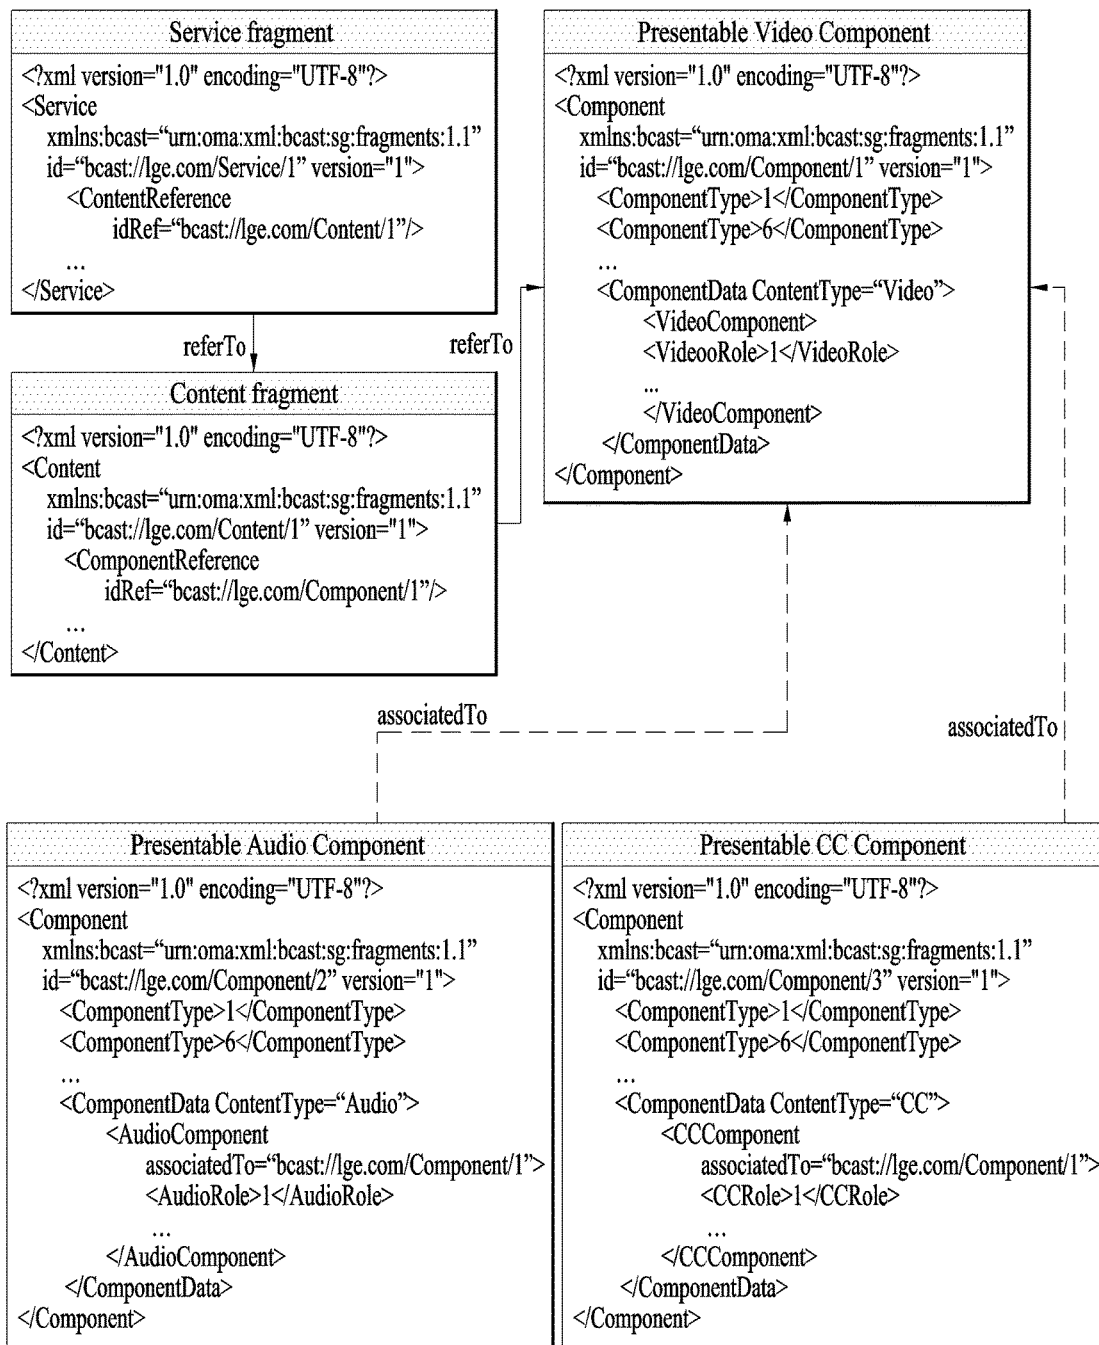 Service fragment
<?xml version="1.0" encoding="UTF-8"?>
<Service
xmlns:bcast=“urn:oma:xml:bcast:sg:fragments:1.1”
id=“bcast://lge.com/Service/1” version="1">
<ContentReference
idRef=“bcast://lge.com/Content/1”/>
...
</Service>
referTo
Content fragment
<?xml version="1.0" encoding="UTF-8"?>
<Content
xmlns:bcast=“urn:oma:xml:bcast:sg:fragments:1.1”
id=“bcast://lge.com/Content/1” version="1">
<ComponentReference
idRef=“bcast://lge.com/Component/1”/>
...
</Content>
referTo
Presentable Video Component
<?xml version="1.0" encoding="UTF-8"?>
<Component
xmlns:bcast=“urn:oma:xml:bcast:sg:fragments:1.1”
id=“bcast://lge.com/Component/1” version="1">
<ComponentType>1</ComponentType>
<ComponentType>6</ComponentType>
...
<ComponentData ContentType=“Video”>
<VideoComponent>
<VideooRole>1</VideoRole>
...
</VideoComponent>
</ComponentData>
</Component>
associatedTo
associatedTo
Presentable Audio Component
<?xml version="1.0" encoding="UTF-8"?>
<Component
xmlns:bcast=“urn:oma:xml:bcast:sg:fragments:1.1”
id=“bcast://lge.com/Component/2” version="1">
<ComponentType>1</ComponentType>
<ComponentType>6</ComponentType>
...
<ComponentData ContentType=“Audio”>
<AudioComponent
associatedTo=“bcast://lge.com/Component/1”>
<AudioRole>1</AudioRole>
...
</AudioComponent>
</ComponentData>
</Component>
Presentable CC Component
<?xml version="1.0" encoding="UTF-8"?>
<Component
xmlns:bcast=“urn:oma:xml:bcast:sg:fragments:1.1”
id=“bcast://lge.com/Component/3” version="1">
<ComponentType>1</ComponentType>
<ComponentType>6</ComponentType>
...
<ComponentData ContentType=“CC”>
<CCComponent
associatedTo=“bcast://lge.com/Component/1”>
<CCRole>1</CCRole>
...
</CCComponent>
</ComponentData>
</Component>